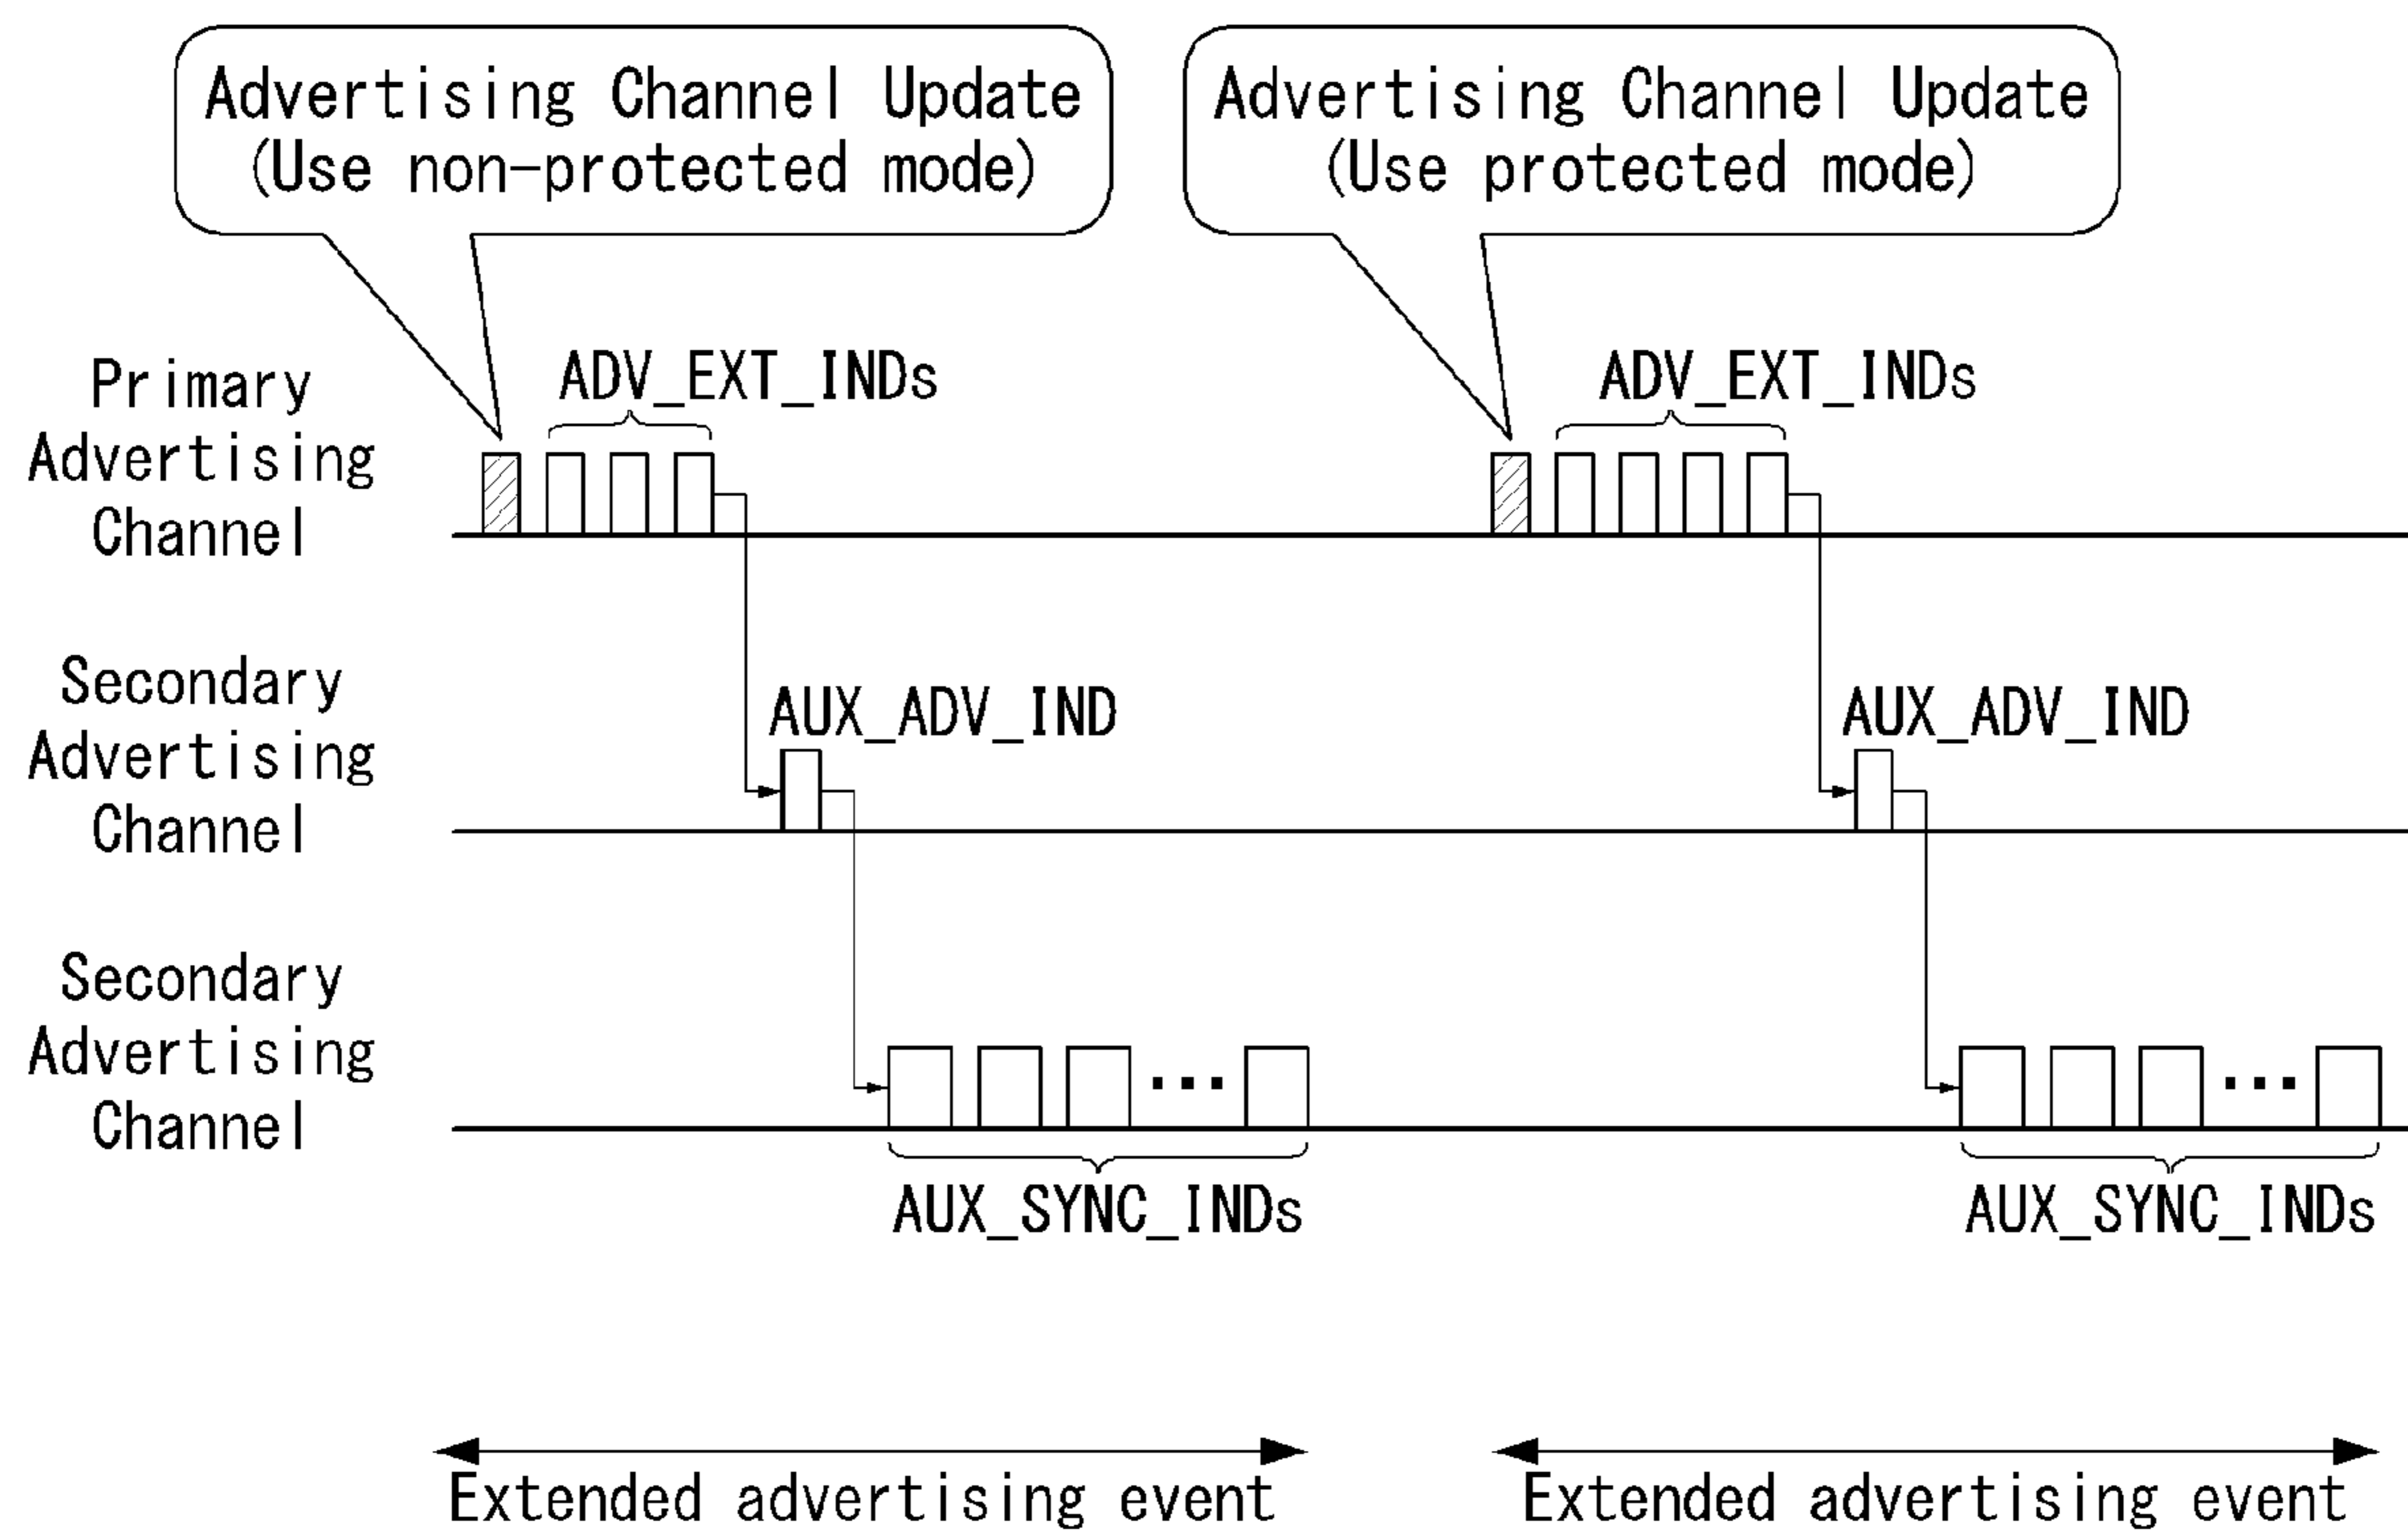 Advertising Channel Update
(Use non-protected mode)
Advertising Channel Update
(Use protected mode)
Primary
Advertising
Channel
ADV_EXT_INDs
ADV_EXT_INDs
Secondary
Advertising
Channel
AUX_ADV_IND
AUX_ADV_IND
Secondary
Advertising
Channel
AUX_SYNC_INDs
AUX_SYNC_INDs
Extended advertising event
Extended advertising event